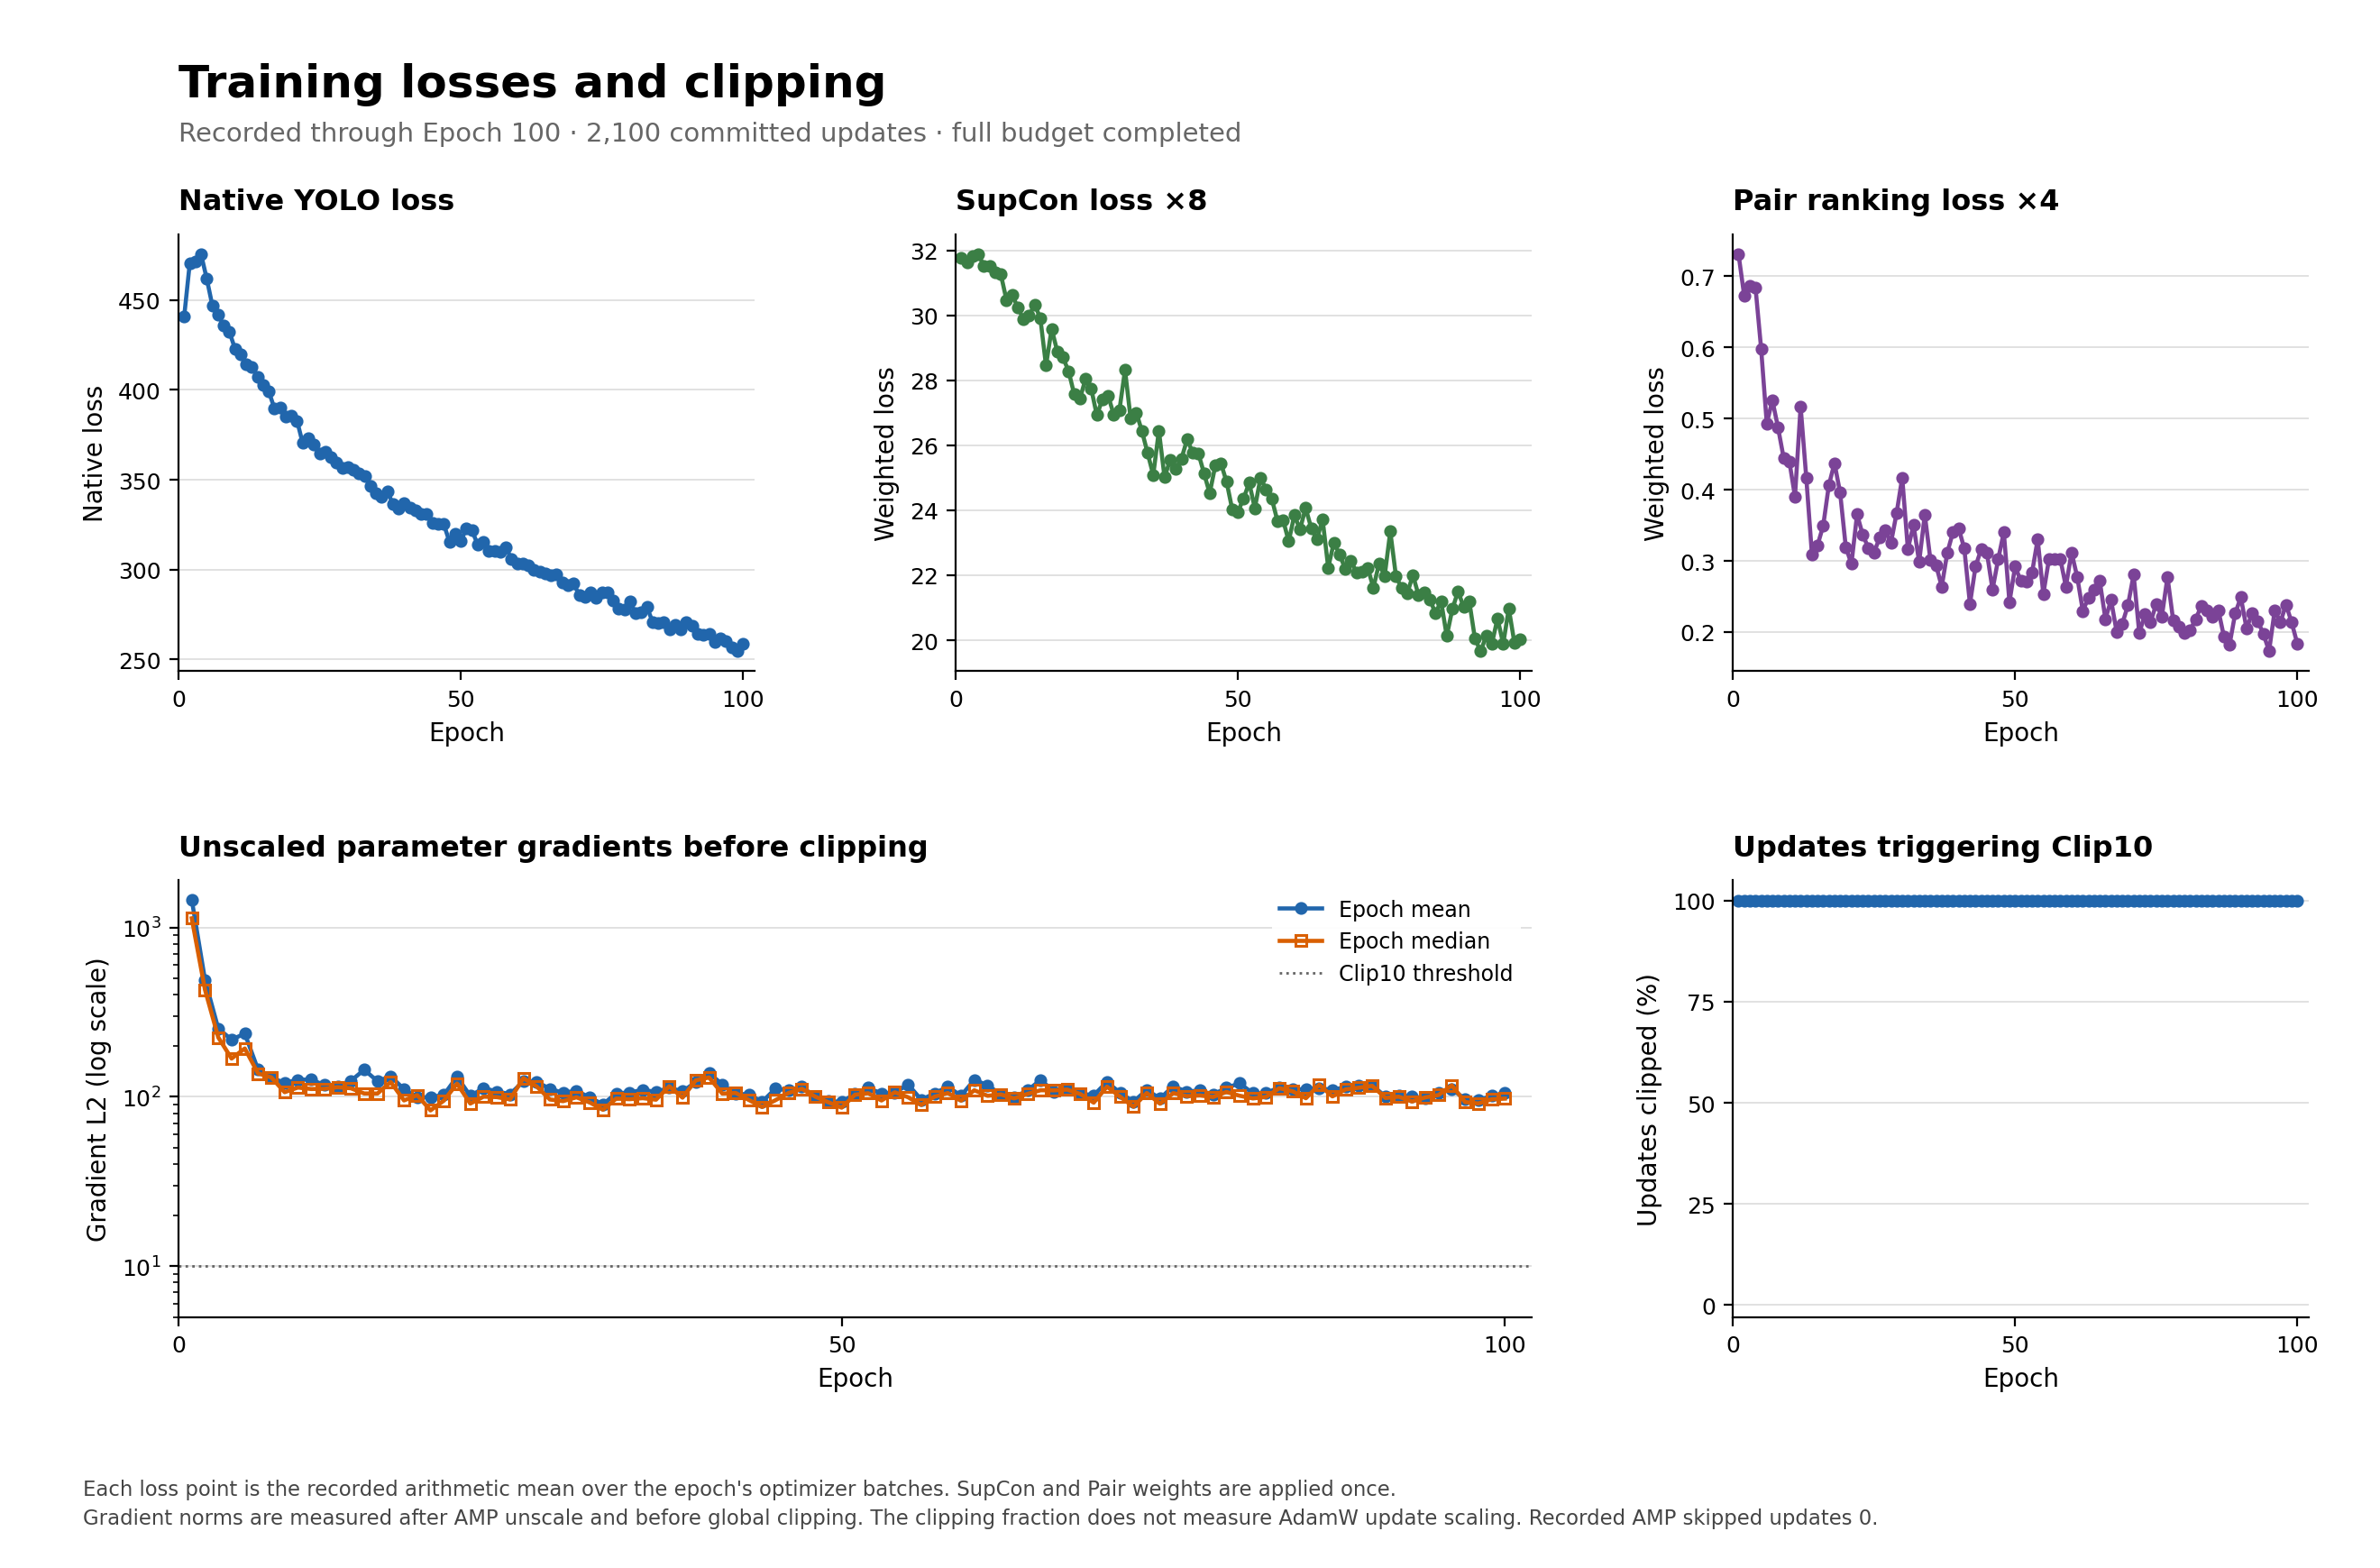 Training losses and clipping
Recorded through Epoch 100 · 2,100 committed updates · full budget completed
Native YOLO loss
Native loss
450
400
350
300
250
0
50
100
Epoch
SupCon loss ×8
Weighted loss
32
30
28
26
24
22
20
0
50
100
Epoch
Pair ranking loss ×4
Weighted loss
0.7
0.6
0.5
0.4
0.3
0.2
0
50
100
Epoch
Unscaled parameter gradients before clipping
Gradient L2 (log scale)
10³
10²
10¹
Epoch mean
Epoch median
Clip10 threshold
0
50
100
Epoch
Updates triggering Clip10
Updates clipped (%)
100
75
50
25
0
0
50
100
Epoch
Each loss point is the recorded arithmetic mean over the epoch's optimizer batches. SupCon and Pair weights are applied once.
Gradient norms are measured after AMP unscale and before global clipping. The clipping fraction does not measure AdamW update scaling. Recorded AMP skipped updates 0.